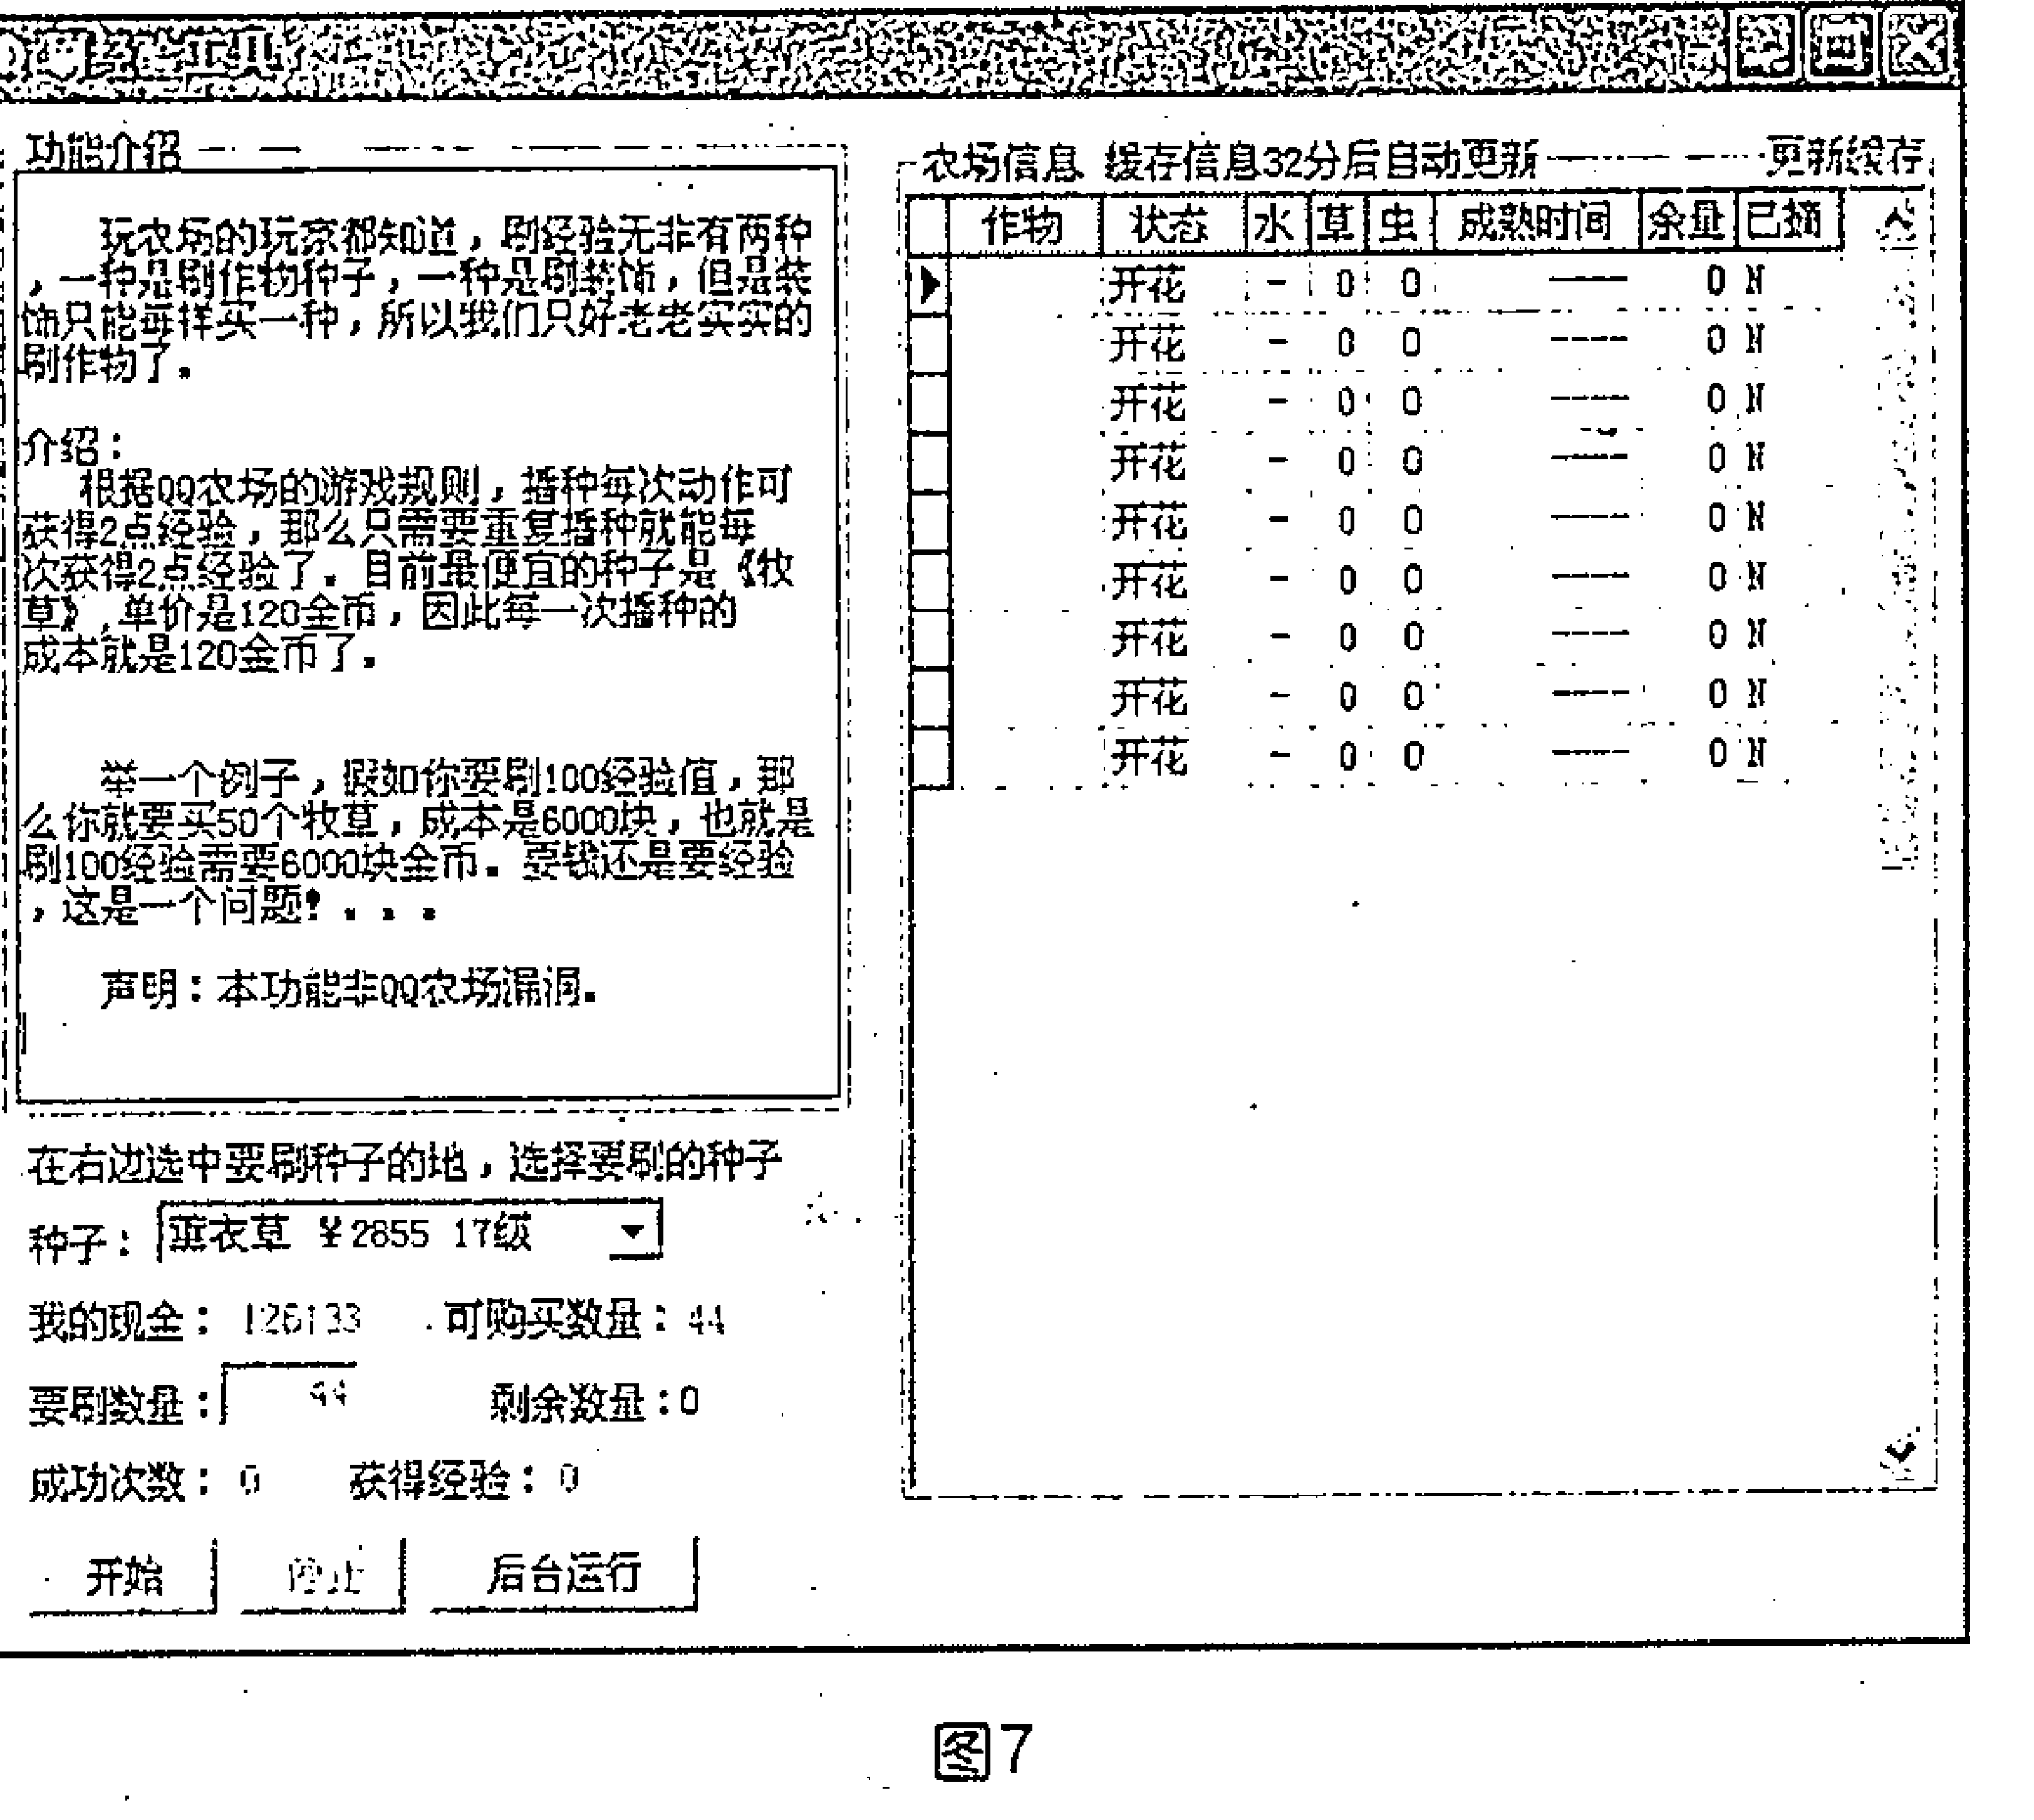 刷经验工具
功能介绍
玩农场的玩家都知道，刷经验无非有两种
，一种是刷作物种子，一种是刷装饰，但是装
饰只能每样买一种，所以我们只好老老实实的
刷作物了。
介绍：
根据QQ农场的游戏规则，播种每次动作可
获得2点经验，那么只需要重复播种就能每
次获得2点经验了。目前最便宜的种子是《牧
草》,单价是120金币，因此每一次播种的
成本就是120金币了。
举一个例子，假如你要刷100经验值，那
么你就要买50个牧草，成本是6000块，也就是
刷100经验需要6000块金币。要钱还是要经验
，这是一个问题！。。。
声明：本功能非QQ农场漏洞。
在右边选中要刷种子的地，选择要刷的种子
种子： 薰衣草 ￥2855 17级
我的现金： 126133 可购买数量：44
要刷数量： 44 剩余数量：0
成功次数： 0 获得经验： 0
开始 停止 后台运行
农场信息 缓存信息32分后自动更新 更新缓存
作物 状态 水 草 虫 成熟时间 余量 已摘
开花 - 0 0 ---- 0 N
开花 - 0 0 ---- 0 N
开花 - 0 0 ---- 0 N
开花 - 0 0 ---- 0 N
开花 - 0 0 ---- 0 N
开花 - 0 0 ---- 0 N
开花 - 0 0 ---- 0 N
开花 - 0 0 ---- 0 N
开花 - 0 0 ---- 0 N
图7